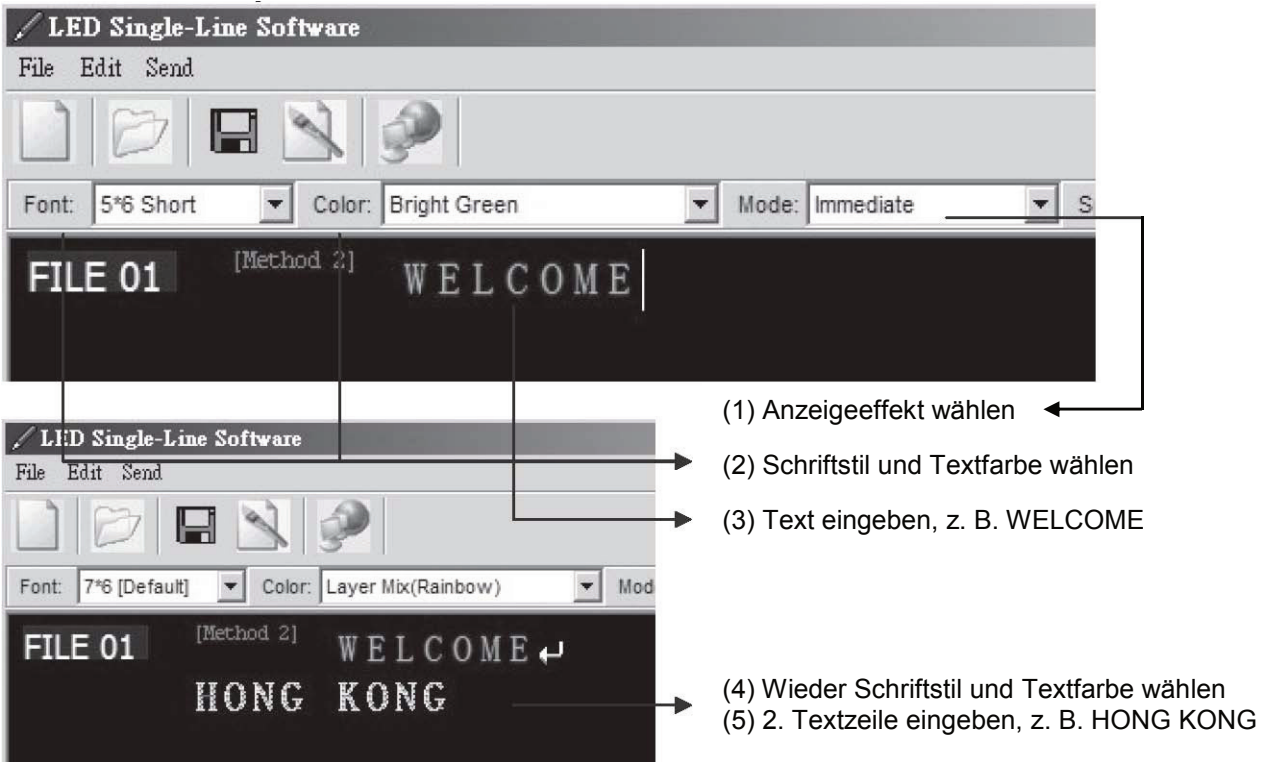 LED Single-Line Software
File Edit Send
Font: 5*6 Short Color: Bright Green Mode: Immediate S
FILE 01 [Method 2] WELCOME
(1) Anzeigeeffekt wählen
LED Single-Line Software
(2) Schriftstil und Textfarbe wählen
File Edit Send
(3) Text eingeben, z. B. WELCOME
Font: 7*6 [Default] Color: Layer Mix(Rainbow) Mod
FILE 01 [Method 2] WELCOME↵
HONG KONG
(4) Wieder Schriftstil und Textfarbe wählen
(5) 2. Textzeile eingeben, z. B. HONG KONG